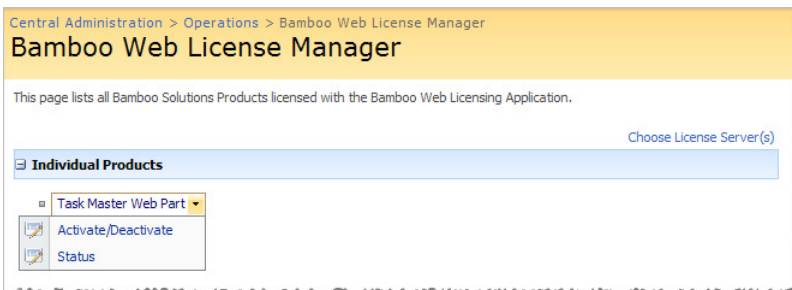 Central Administration > Operations > Bamboo Web License Manager
Bamboo Web License Manager
This page lists all Bamboo Solutions Products licensed with the Bamboo Web Licensing Application.
Choose License Server(s)
Individual Products
Task Master Web Part
Activate/Deactivate
Status